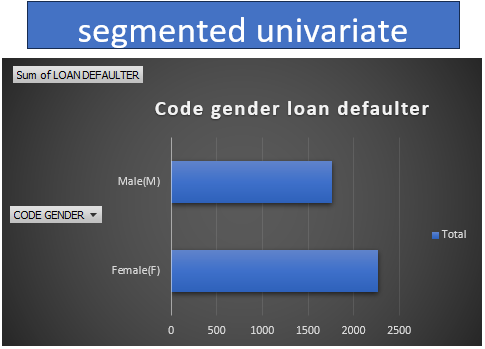 segmented univariate
Sum of LOAN DEFAULTER
Code gender loan defaulter
Male(M)
CODE GENDER
Total
Female(F)
0 500 1000 1500 2000 2500